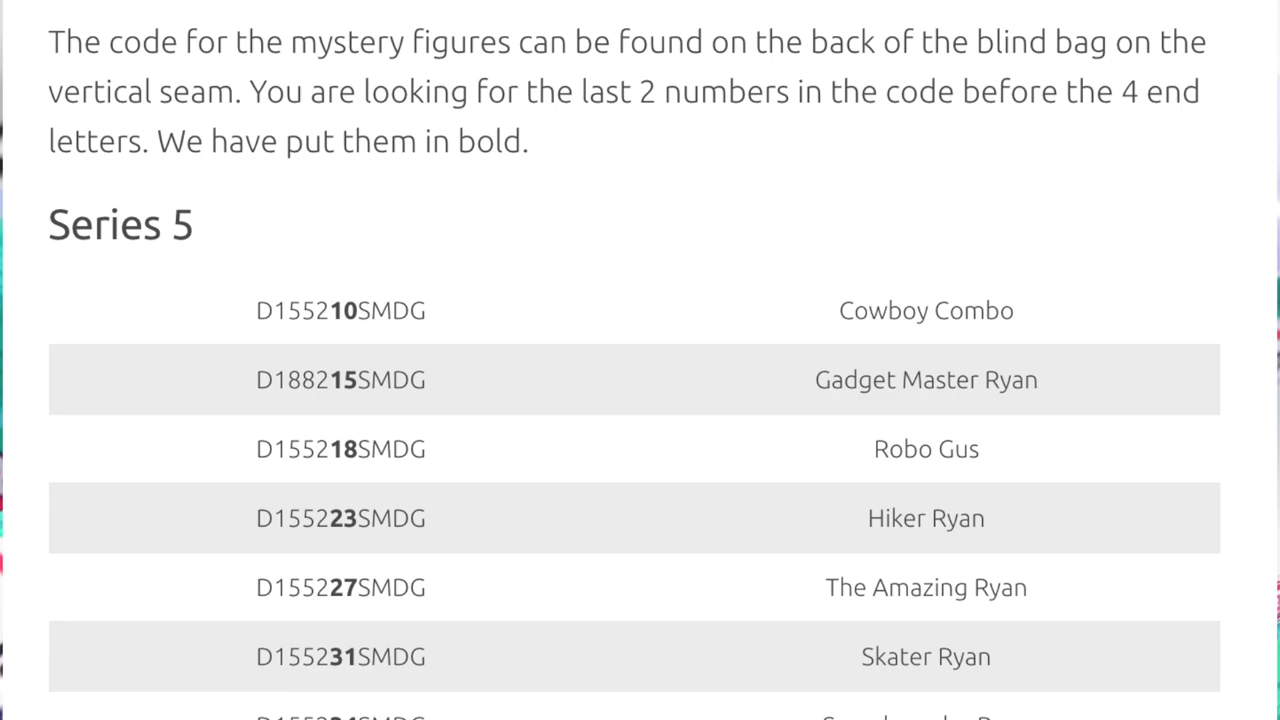 The code for the mystery figures can be found on the back of the blind bag on the
vertical seam. You are looking for the last 2 numbers in the code before the 4 end
letters. We have put them in bold.
Series 5
D155210SMDG Cowboy Combo
D188215SMDG Gadget Master Ryan
D155218SMDG Robo Gus
D155223SMDG Hiker Ryan
D155227SMDG The Amazing Ryan
D155231SMDG Skater Ryan